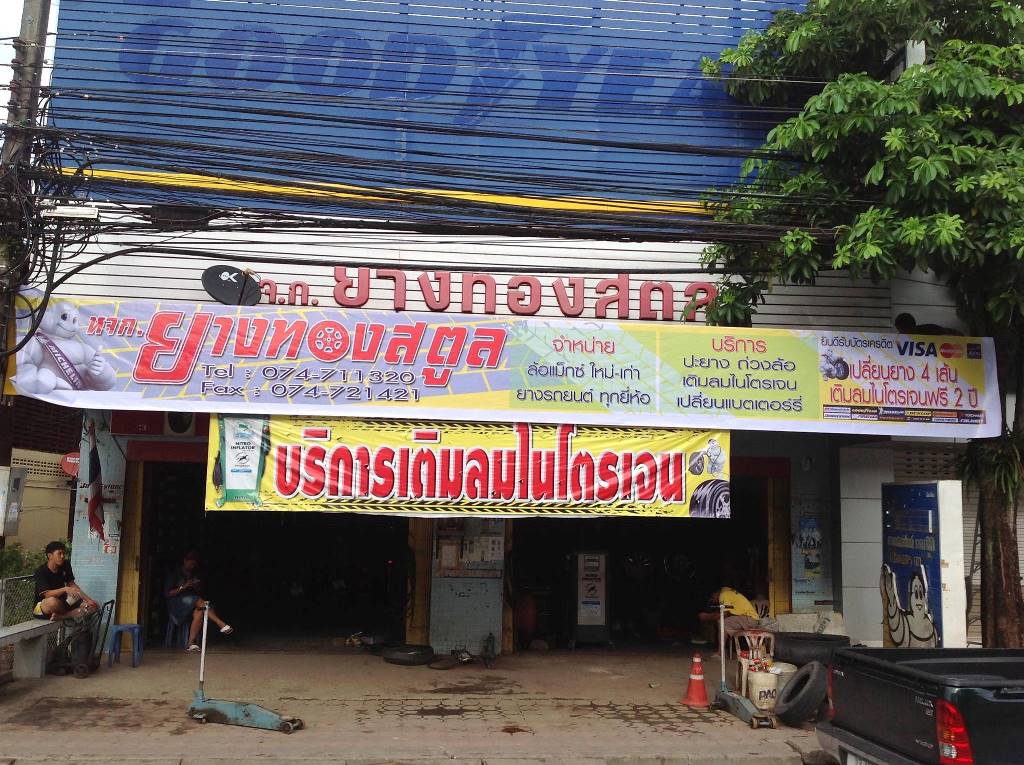 GOODYEA
จ.ก. ยางทองสตูล
หจก. ยางทองสตูล
Tel : 074-711320
Fax : 074-721421
MICHELIN
จำหน่าย
ล้อแม็กซ์ ใหม่-เก่า
ยางรถยนต์ ทุกยี่ห้อ
บริการ
ปะยาง ถ่วงล้อ
เติมลมไนโตรเจน
เปลี่ยนแบตเตอร์รี่
ยินดีรับบัตรเครดิต VISA
เปลี่ยนยาง 4 เส้น
เติมลมไนโตรเจนฟรี 2 ปี
NITRO
INFLATOR
บริการเติมลมไนโตรเจน